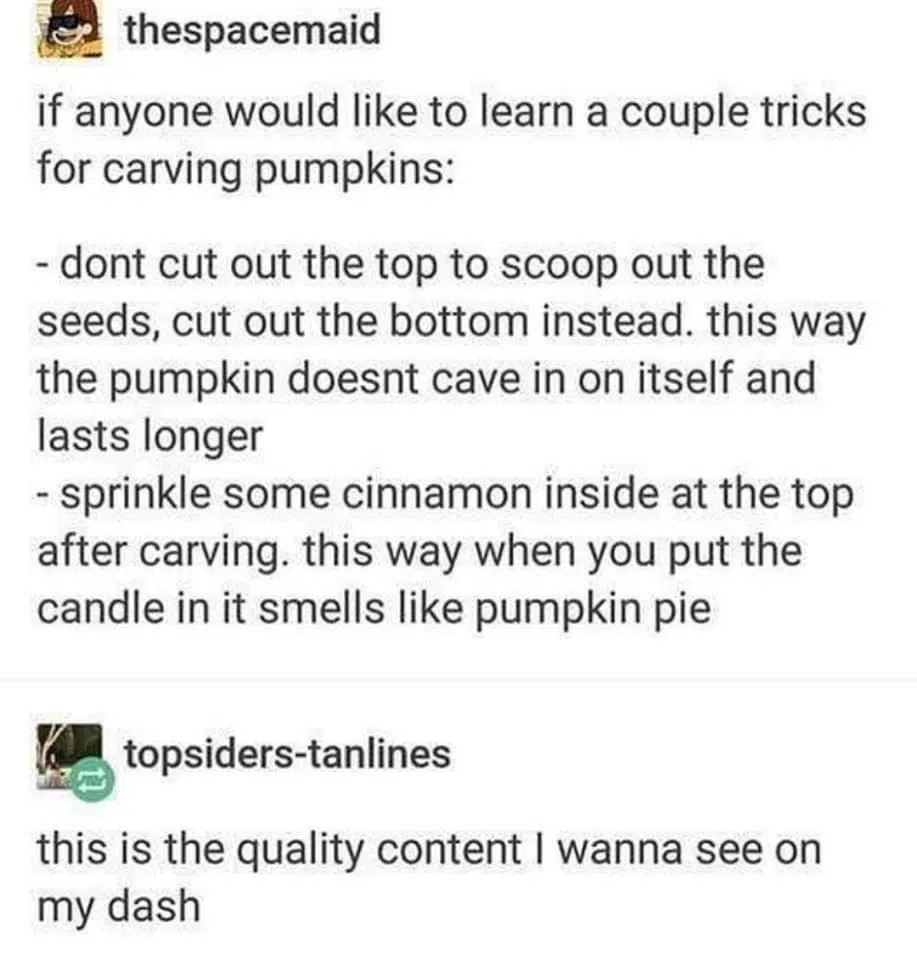 thespacemaid
if anyone would like to learn a couple tricks
for carving pumpkins:
- dont cut out the top to scoop out the
seeds, cut out the bottom instead. this way
the pumpkin doesnt cave in on itself and
lasts longer
- sprinkle some cinnamon inside at the top
after carving. this way when you put the
candle in it smells like pumpkin pie
topsiders-tanlines
this is the quality content I wanna see on
my dash